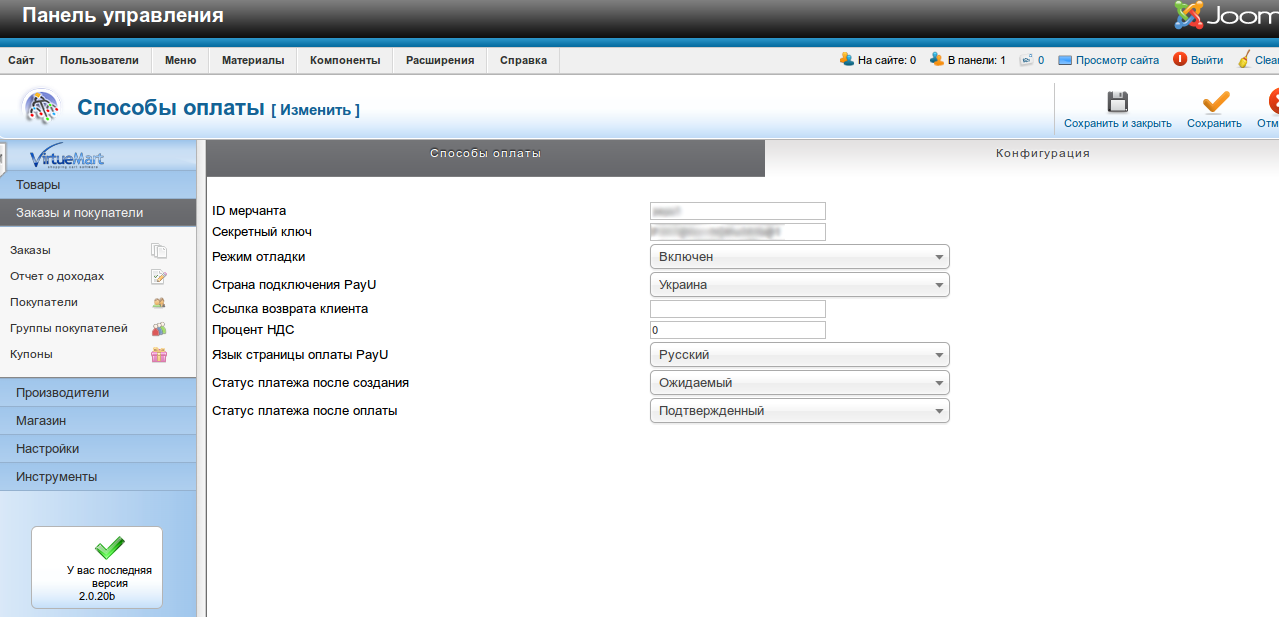 Панель управления
Joom
Сайт Пользователи Меню Материалы Компоненты Расширения Справка На сайте: 0 В панели: 1 0 Просмотр сайта Выйти Clear
Способы оплаты [ Изменить ]
Сохранить и закрыть Сохранить Отм
VirtueMart
Способы оплаты Конфигурация
Товары
Заказы и покупатели
Заказы
Отчет о доходах
Покупатели
Группы покупателей
Купоны
Производители
Магазин
Настройки
Инструменты
У вас последняя
версия
2.0.20b
ID мерчанта
Секретный ключ
Режим отладки Включен
Страна подключения PayU Украина
Ссылка возврата клиента
Процент НДС 0
Язык страницы оплаты PayU Русский
Статус платежа после создания Ожидаемый
Статус платежа после оплаты Подтвержденный